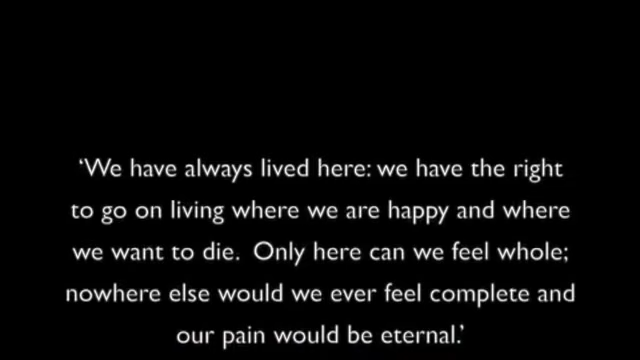 ‘We have always lived here: we have the right
to go on living where we are happy and where
we want to die.  Only here can we feel whole;
nowhere else would we ever feel complete and
our pain would be eternal.’